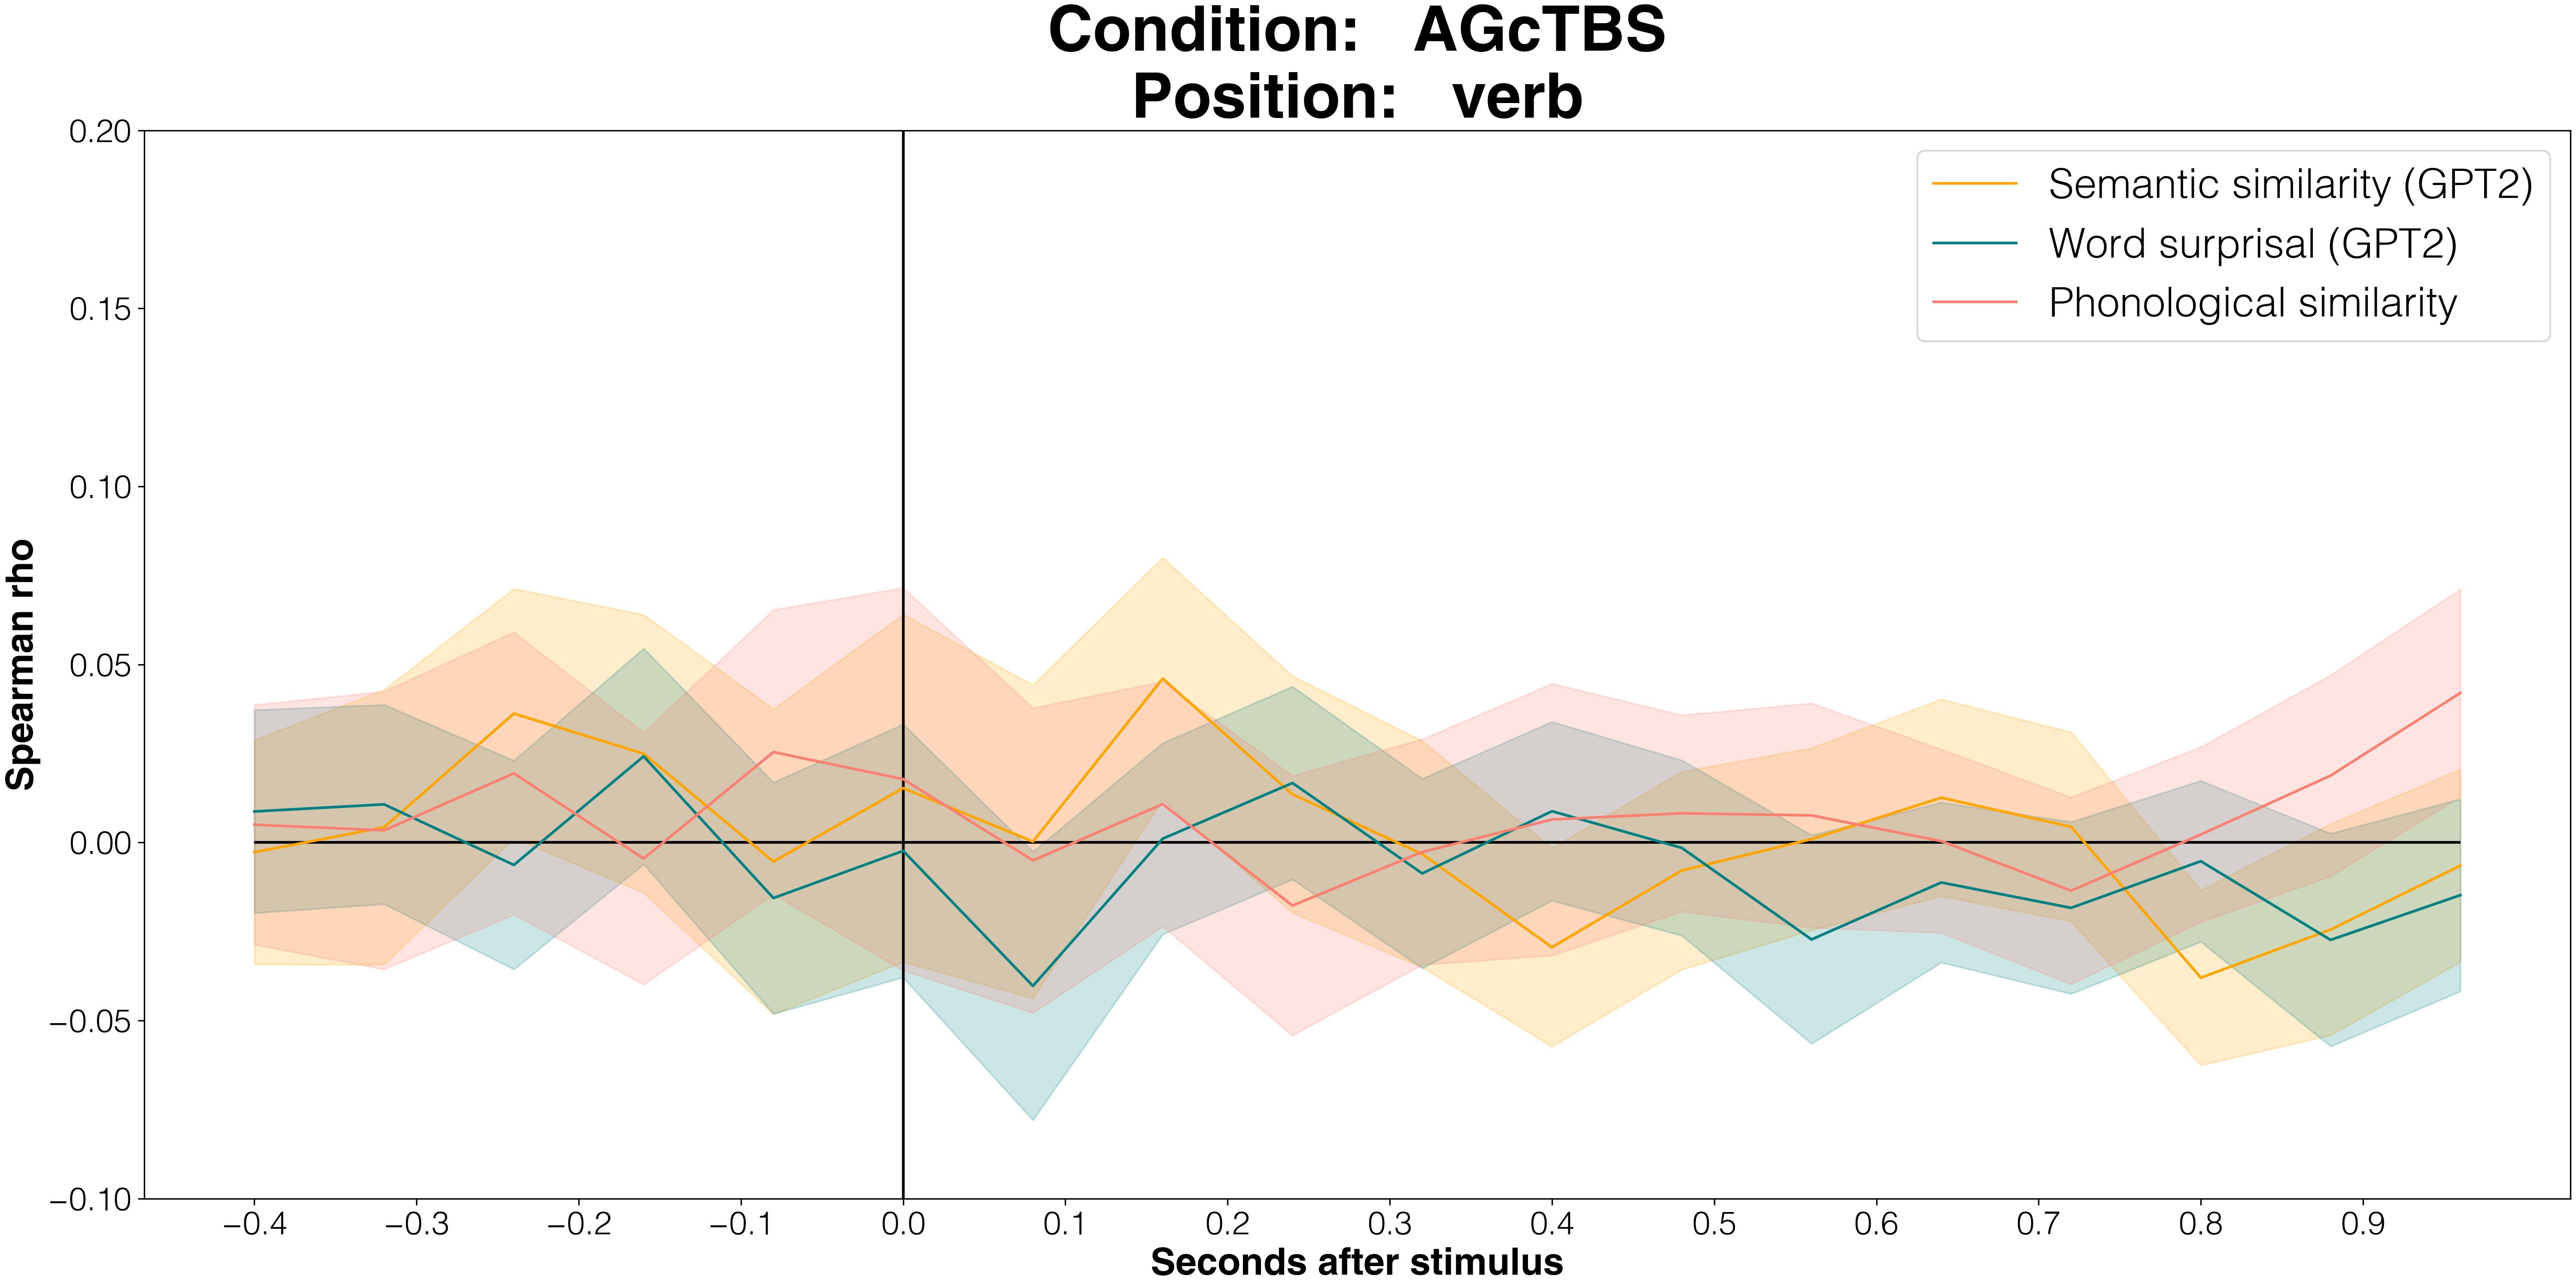 Condition: AGcTBS
Position: verb
0.20
0.15
0.10
0.05
0.00
−0.05
−0.10
Spearman rho
Semantic similarity (GPT2)
Word surprisal (GPT2)
Phonological similarity
−0.4 −0.3 −0.2 −0.1 0.0 0.1 0.2 0.3 0.4 0.5 0.6 0.7 0.8 0.9
Seconds after stimulus